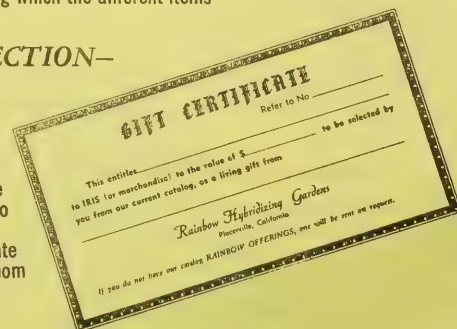 g which the different items
ECTION—
e
o
ate
om
GIFT CERTIFICATE
Refer to No
This entitles
to IRIS (or merchandise) to the value of $ to be selected by
you from our current catalog, as a living gift from
Rainbow Hybridizing Gardens
Placerville, California
If you do not have our catalog RAINBOW OFFERINGS, one will be sent on request.